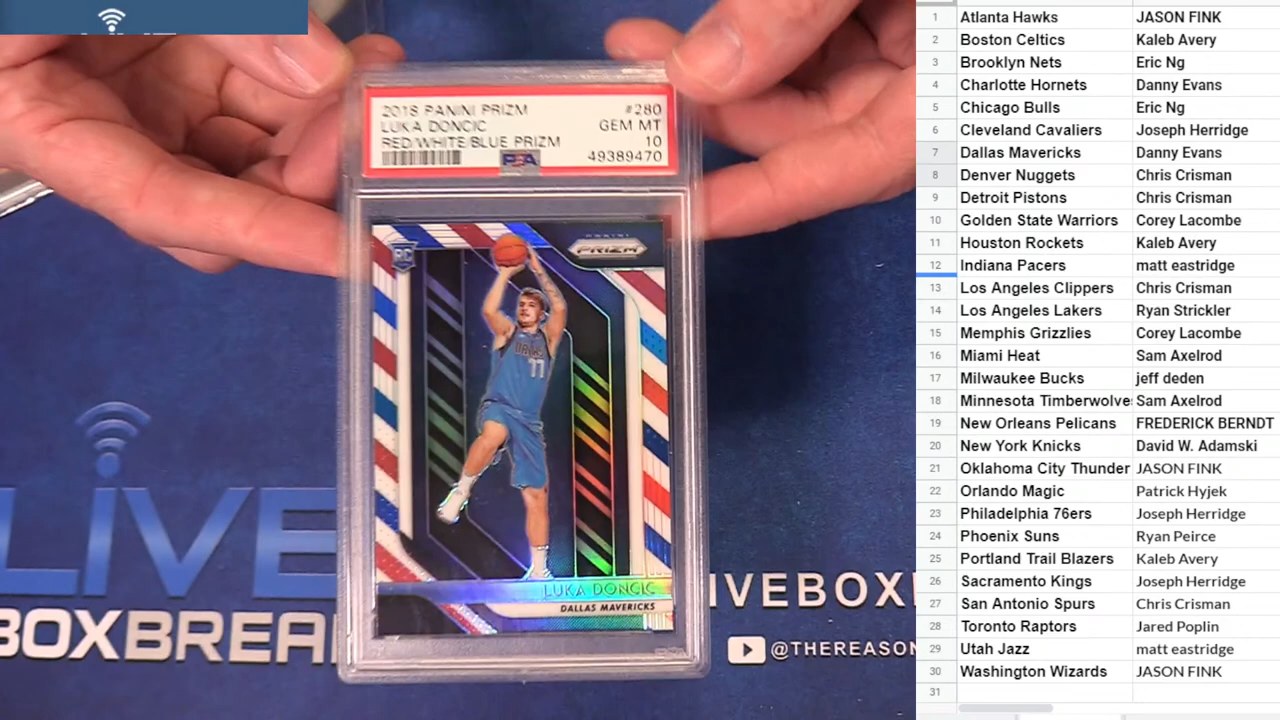 2018 PANINI PRIZM #280
LUKA DONCIC GEM MT
RED/WHITE/BLUE PRIZM 10
PSA 49389470
RC
PANINI
PRIZM
DALLAS
77
LUKA DONCIC
DALLAS MAVERICKS
LIVE
BOXBREA
IVEBOX
@THEREASON
1 Atlanta Hawks JASON FINK
2 Boston Celtics Kaleb Avery
3 Brooklyn Nets Eric Ng
4 Charlotte Hornets Danny Evans
5 Chicago Bulls Eric Ng
6 Cleveland Cavaliers Joseph Herridge
7 Dallas Mavericks Danny Evans
8 Denver Nuggets Chris Crisman
9 Detroit Pistons Chris Crisman
10 Golden State Warriors Corey Lacombe
11 Houston Rockets Kaleb Avery
12 Indiana Pacers matt eastridge
13 Los Angeles Clippers Chris Crisman
14 Los Angeles Lakers Ryan Strickler
15 Memphis Grizzlies Corey Lacombe
16 Miami Heat Sam Axelrod
17 Milwaukee Bucks jeff deden
18 Minnesota Timberwolve Sam Axelrod
19 New Orleans Pelicans FREDERICK BERNDT
20 New York Knicks David W. Adamski
21 Oklahoma City Thunder JASON FINK
22 Orlando Magic Patrick Hyjek
23 Philadelphia 76ers Joseph Herridge
24 Phoenix Suns Ryan Peirce
25 Portland Trail Blazers Kaleb Avery
26 Sacramento Kings Joseph Herridge
27 San Antonio Spurs Chris Crisman
28 Toronto Raptors Jared Poplin
29 Utah Jazz matt eastridge
30 Washington Wizards JASON FINK
31